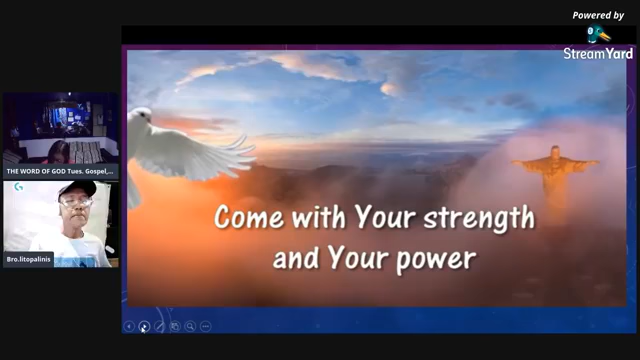 Powered by
StreamYard
THE WORD OF GOD Tues. Gospel,...
Bro.litopalinis
Come with Your strength
and Your power